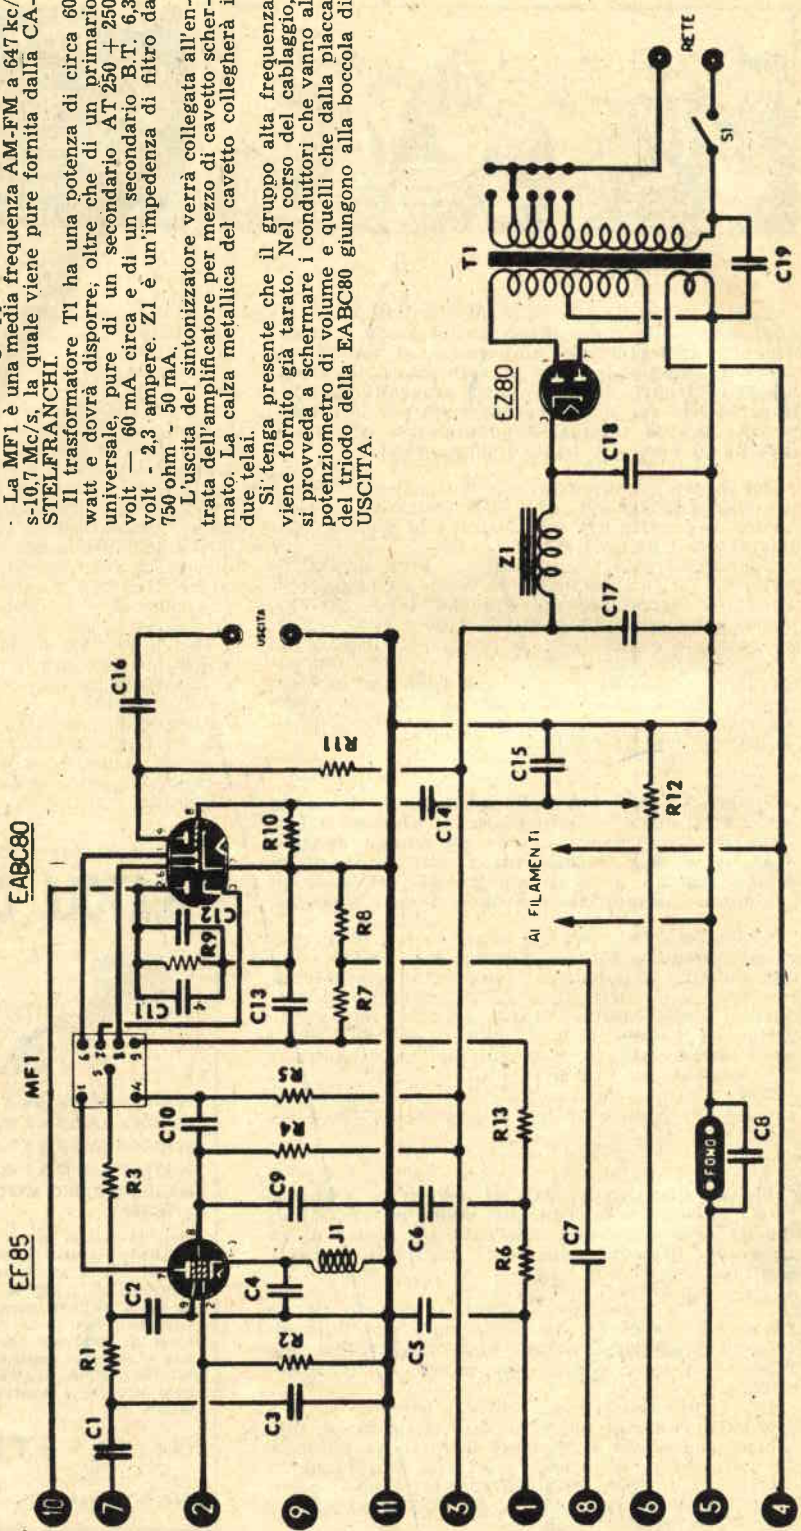 La MF1 è una media frequenza AM-FM a 647 kc/
s-10,7 Mc/s, la quale viene pure fornita dalla CA-
STELFRANCHI.
Il trasformatore T1 ha una potenza di circa 60
watt e dovrà disporre, oltre che di un primario
universale, pure di un secondario AT 250 + 250
volt — 60 mA circa e di un secondario B.T. 6,3
volt - 2,3 ampere. Z1 è un'impedenza di filtro da
750 ohm - 50 mA.
L'uscita del sintonizzatore verrà collegata all'en-
trata dell'amplificatore per mezzo di cavetto scher-
mato. La calza metallica del cavetto collegherà i
due telai.
Si tenga presente che il gruppo alta frequenza
viene fornito già tarato. Nel corso del cablaggio,
si provveda a schermare i conduttori che vanno al
potenziometro di volume e quelli che dalla placca
del triodo della EABC80 giungono alla boccola di
USCITA.
EF85
MF1
EABC80
10
7
2
9
11
3
1
8
6
5
4
C1
R1
C2
R3
C3
R2
C4
J1
C9
R4
C10
R5
C5
C6
R6
R13
C7
C8
FONO
1
6
7
3
8
4
5
C11
R9
C12
C13
R7
R8
R10
C14
C15
R11
R12
C16
USCITA
AI FILAMENTI
Z1
C17
C18
EZ80
T1
C19
S1
RETE